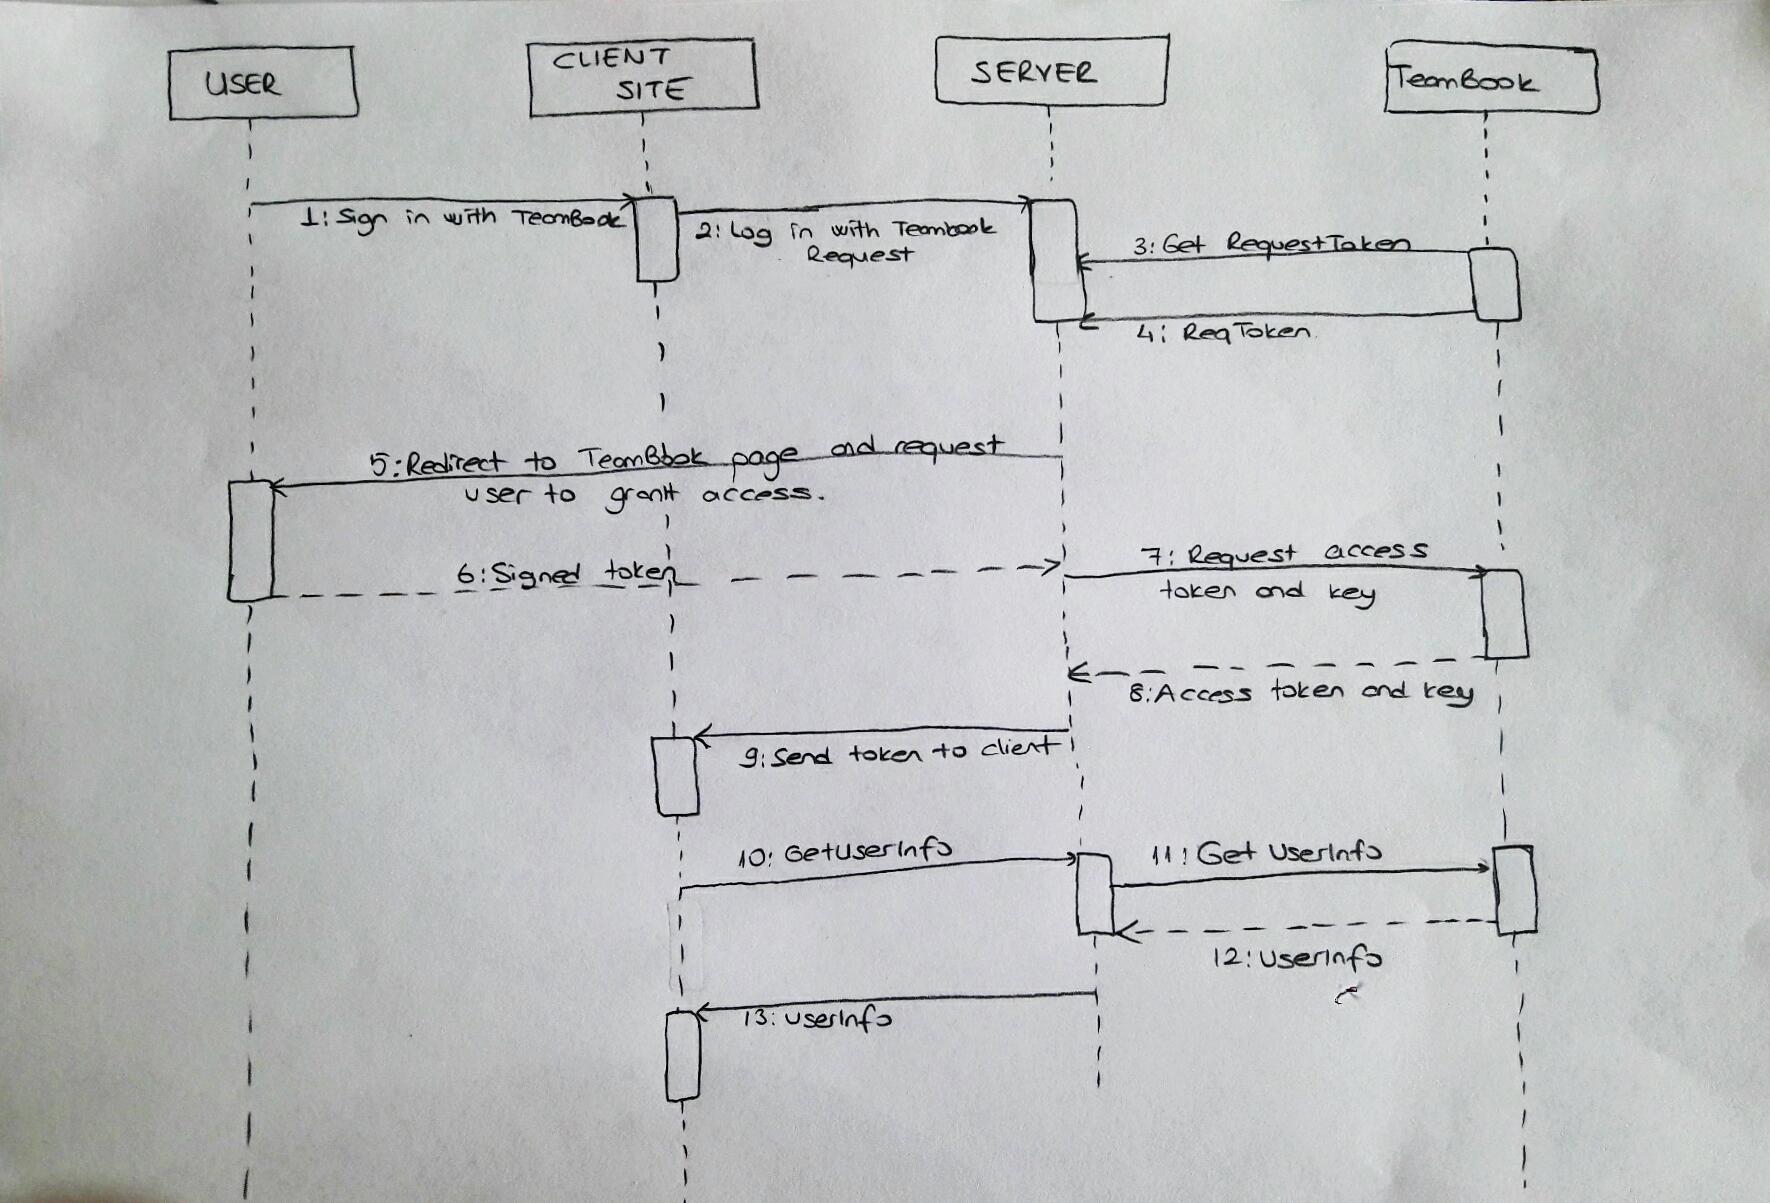 USER
CLIENT
SITE
SERVER
TeamBook
1: Sign in with TeamBook
2: Log in with Teambook
Request
3: Get RequestToken
4: ReqToken
5: Redirect to TeamBook page and request
user to grant access.
6: Signed token
7: Request access
token and key
8: Access token and key
9: Send token to client
10: GetUserInfo
11: Get UserInfo
12: UserInfo
13: UserInfo